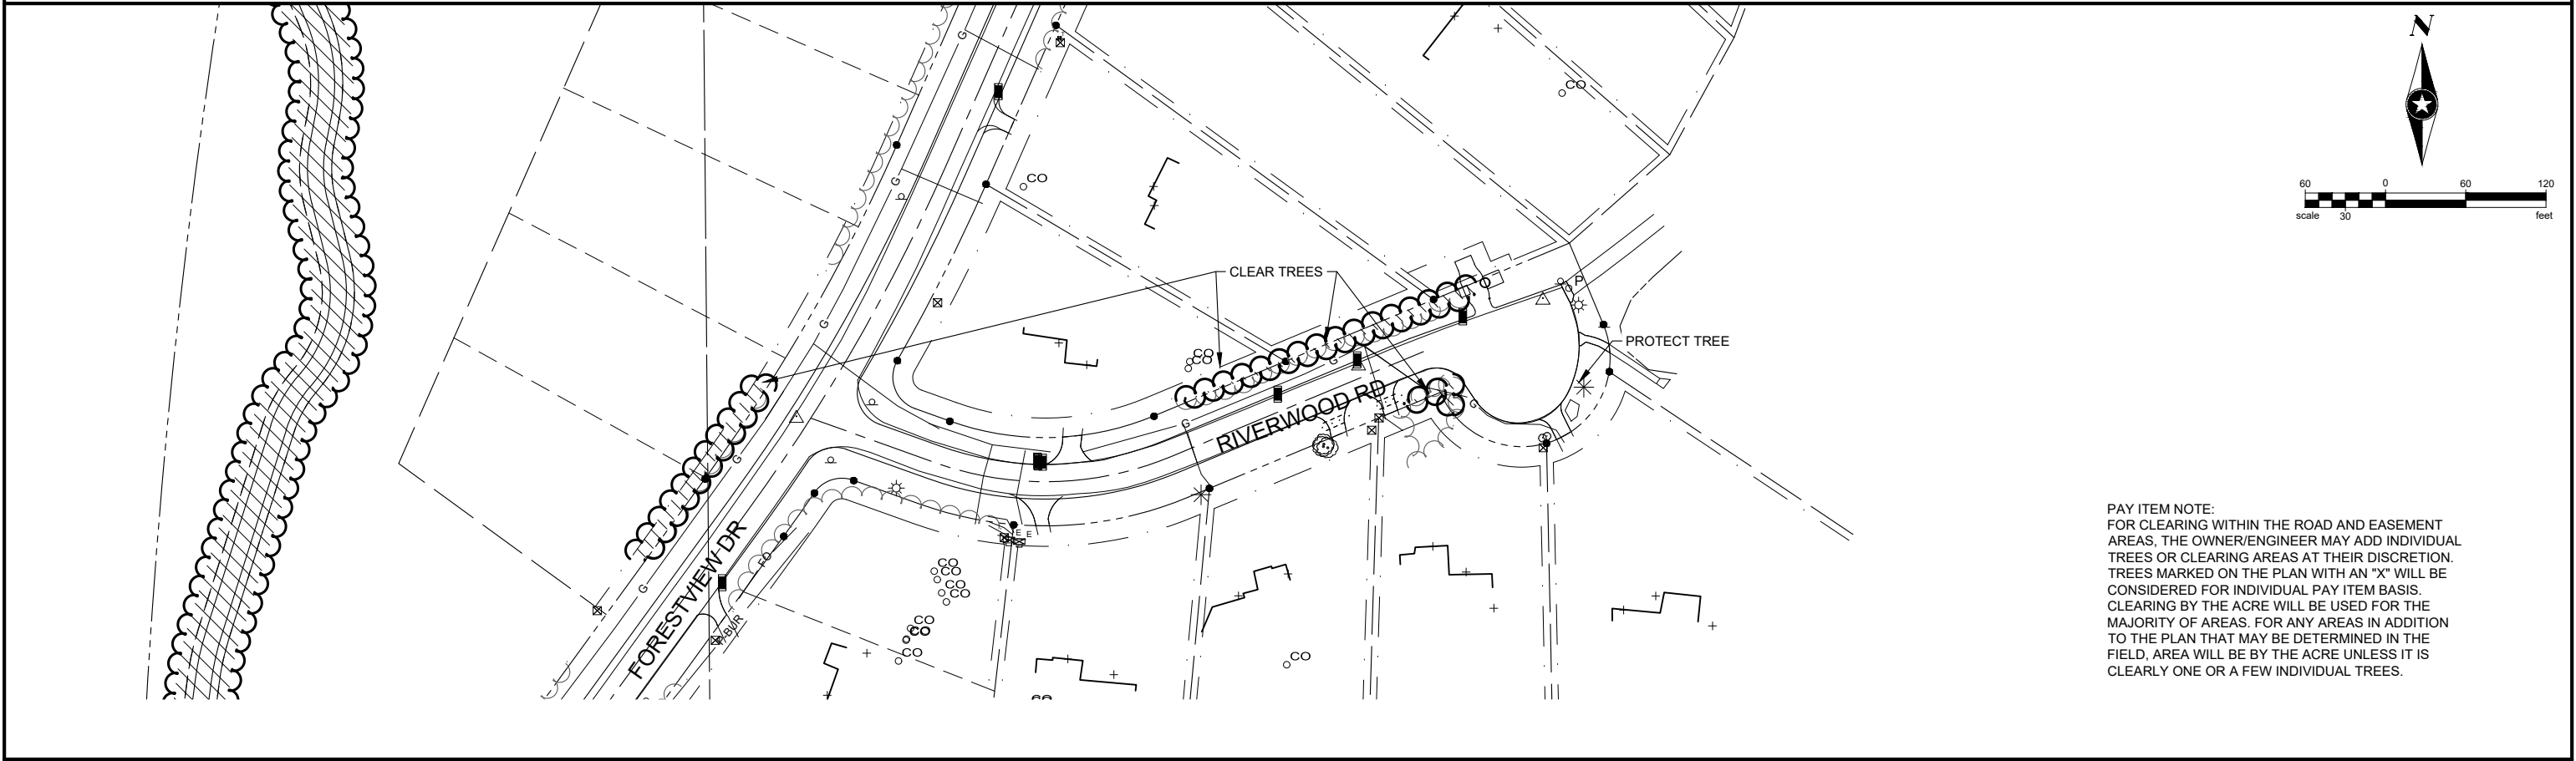 N
60 0 60 120
scale 30 feet
G
CO
G
CO
CLEAR TREES
P
PROTECT TREE
G
CO
CO
G
G
RIVERWOOD RD
G
G
FORESTVIEW DR
FO
G
BUR
E E
CO
CO
CO
CO
CO
CO
CO
CO
CO
PAY ITEM NOTE:
FOR CLEARING WITHIN THE ROAD AND EASEMENT
AREAS, THE OWNER/ENGINEER MAY ADD INDIVIDUAL
TREES OR CLEARING AREAS AT THEIR DISCRETION.
TREES MARKED ON THE PLAN WITH AN "X" WILL BE
CONSIDERED FOR INDIVIDUAL PAY ITEM BASIS.
CLEARING BY THE ACRE WILL BE USED FOR THE
MAJORITY OF AREAS. FOR ANY AREAS IN ADDITION
TO THE PLAN THAT MAY BE DETERMINED IN THE
FIELD, AREA WILL BE BY THE ACRE UNLESS IT IS
CLEARLY ONE OR A FEW INDIVIDUAL TREES.